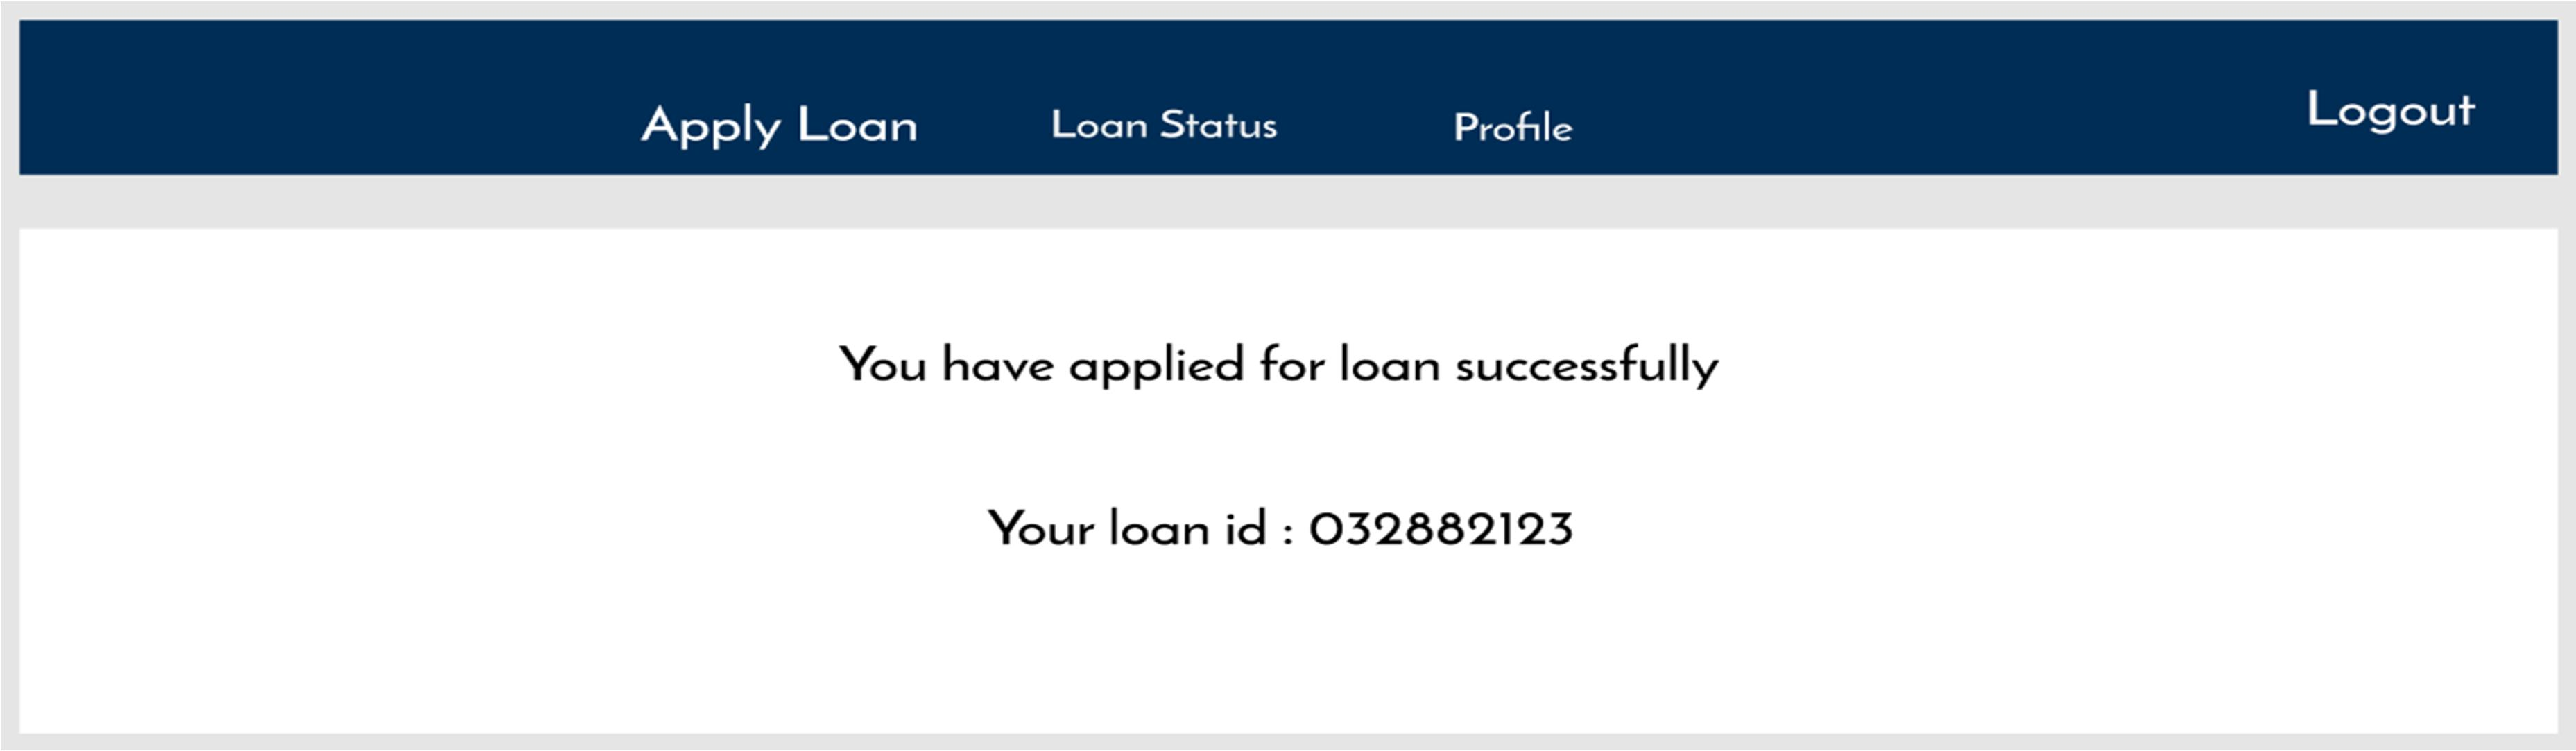 Apply Loan Loan Status Profile Logout
You have applied for loan successfully
Your loan id : 032882123